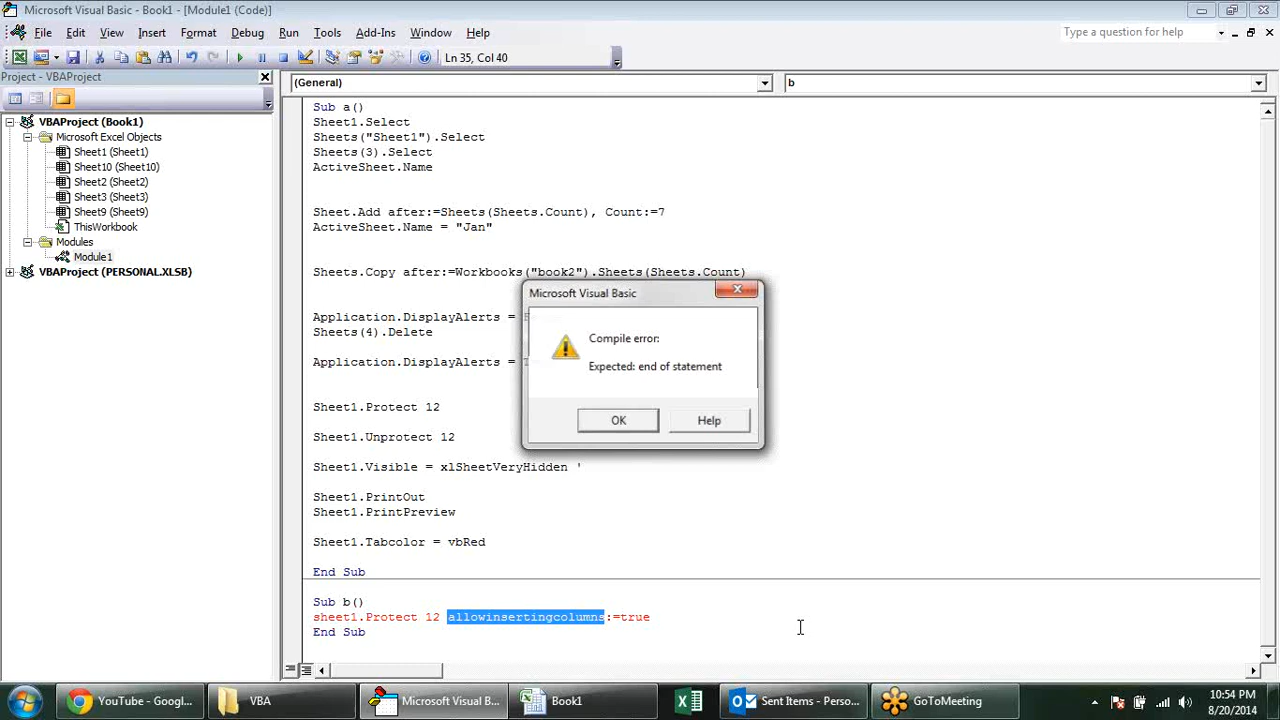 Microsoft Visual Basic - Book1 - [Module1 (Code)]
File Edit View Insert Format Debug Run Tools Add-Ins Window Help
Type a question for help
Ln 35, Col 40
Project - VBAProject
(General)
b
VBAProject (Book1)
Microsoft Excel Objects
Sheet1 (Sheet1)
Sheet10 (Sheet10)
Sheet2 (Sheet2)
Sheet3 (Sheet3)
Sheet9 (Sheet9)
ThisWorkbook
Modules
Module1
VBAProject (PERSONAL.XLSB)
Sub a()
Sheet1.Select
Sheets("Sheet1").Select
Sheets(3).Select
ActiveSheet.Name
Sheet.Add after:=Sheets(Sheets.Count), Count:=7
ActiveSheet.Name = "Jan"
Sheets.Copy after:=Workbooks("book2").Sheets(Sheets.Count)
Application.DisplayAlerts =
Sheets(4).Delete
Application.DisplayAlerts =
Sheet1.Protect 12
Sheet1.Unprotect 12
Sheet1.Visible = xlSheetVeryHidden '
Sheet1.PrintOut
Sheet1.PrintPreview
Sheet1.Tabcolor = vbRed
End Sub
Sub b()
sheet1.Protect 12 allowinsertingcolumns:=true
End Sub
Microsoft Visual Basic
Compile error:
Expected: end of statement
OK
Help
YouTube - Googl...
VBA
Microsoft Visual B...
Book1
Sent Items - Perso...
GoToMeeting
10:54 PM
8/20/2014